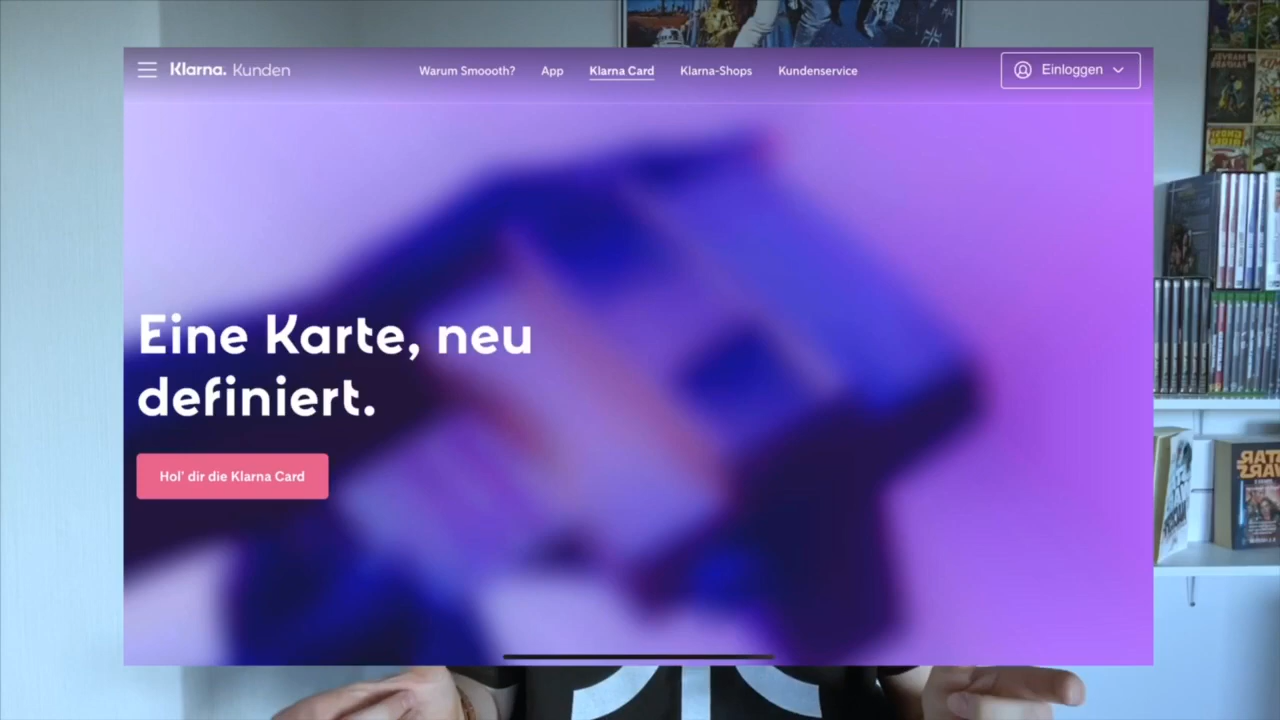 Klarna. Kunden
Warum Smoooth?
App
Klarna Card
Klarna-Shops
Kundenservice
Einloggen
Eine Karte, neu
definiert.
Hol' dir die Klarna Card